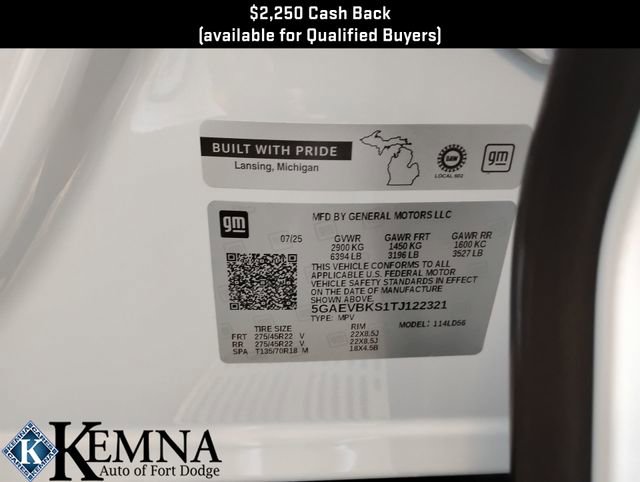 $2,250 Cash Back
(available for Qualified Buyers)
BUILT WITH PRIDE
Lansing, Michigan
UAW
LOCAL 602
gm
gm
MFD BY GENERAL MOTORS LLC
07/25 GVWR GAWR FRT GAWR RR
2900 KG 1450 KG 1600 KG
6394 LB 3196 LB 3527 LB
THIS VEHICLE CONFORMS TO ALL
APPLICABLE U.S. FEDERAL MOTOR
VEHICLE SAFETY STANDARDS IN EFFECT
ON THE DATE OF MANUFACTURE
5GAEVBKS1TJ122321
TYPE: MPV MODEL: 114LD56
TIRE SIZE RIM
FRT 275/45R22 V 22X8.5J
RR 275/45R22 V 22X8.5J
SPA T135/70R18 M 18X4.5B
KEMNA
Auto of Fort Dodge